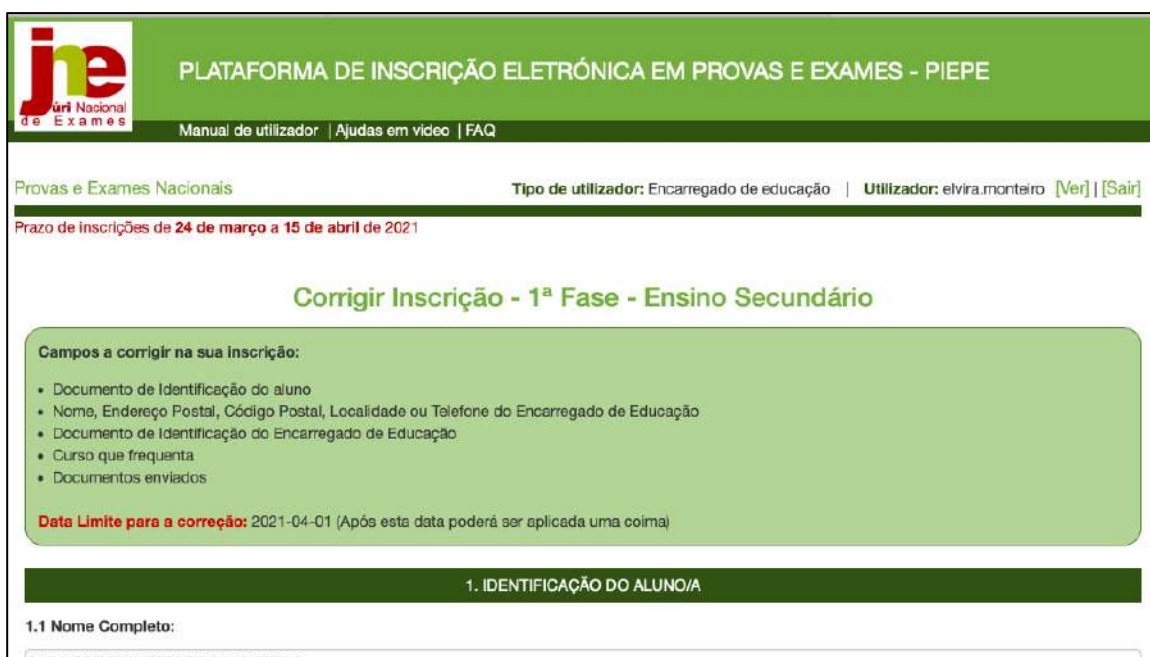 jne
Júri Nacional
de Exames
PLATAFORMA DE INSCRIÇÃO ELETRÓNICA EM PROVAS E EXAMES - PIEPE
Manual de utilizador | Ajudas em video | FAQ
Provas e Exames Nacionais
Tipo de utilizador: Encarregado de educação | Utilizador: elvira.monteiro [Ver] | [Sair]
Prazo de inscrições de 24 de março a 15 de abril de 2021
Corrigir Inscrição - 1ª Fase - Ensino Secundário
Campos a corrigir na sua inscrição:
• Documento de Identificação do aluno
• Nome, Endereço Postal, Código Postal, Localidade ou Telefone do Encarregado de Educação
• Documento de Identificação do Encarregado de Educação
• Curso que frequenta
• Documentos enviados
Data Limite para a correção: 2021-04-01 (Após esta data poderá ser aplicada uma coima)
1. IDENTIFICAÇÃO DO ALUNO/A
1.1 Nome Completo: